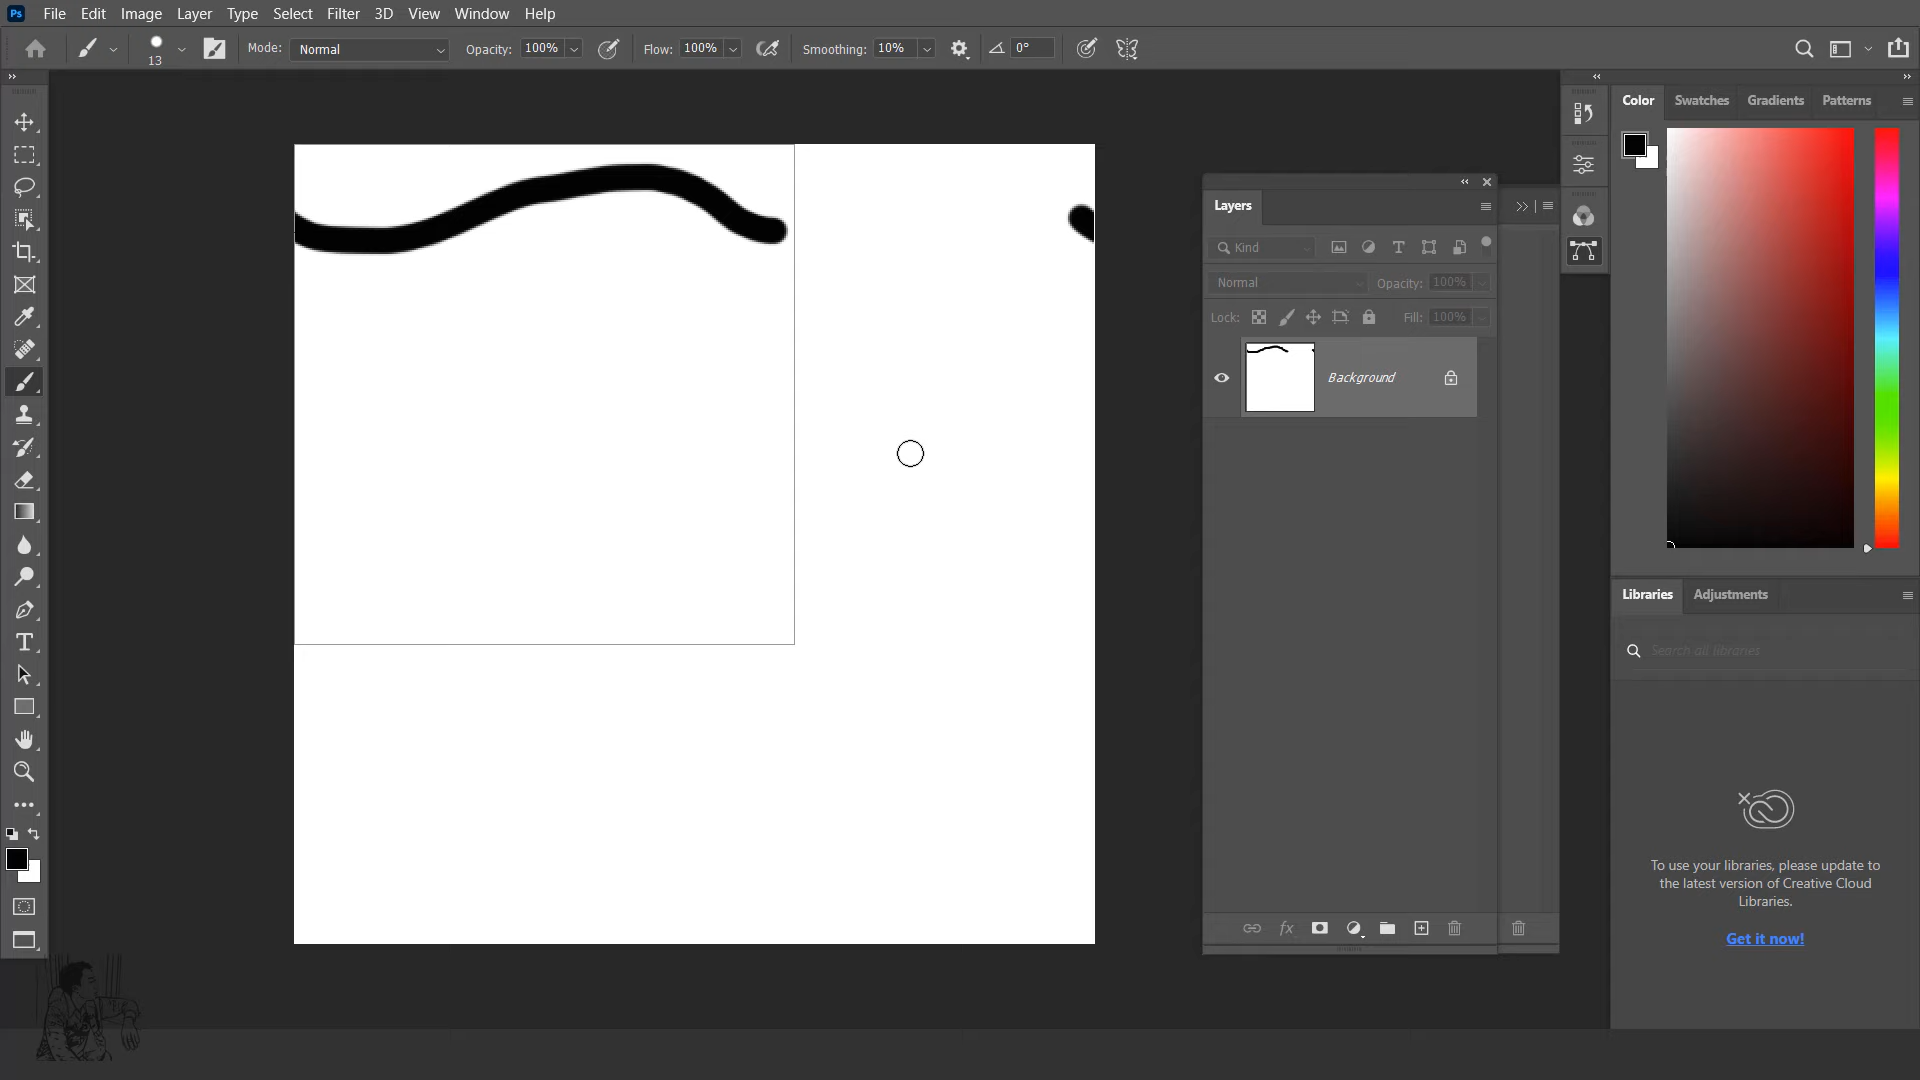 Ps File Edit Image Layer Type Select Filter 3D View Window Help
13 Mode: Normal Opacity: 100% Flow: 100% Smoothing: 10% 0°
Color Swatches Gradients Patterns
Layers
Kind
Normal Opacity: 100%
Lock: Fill: 100%
Background
fx
Libraries Adjustments
Search all libraries
To use your libraries, please update to
the latest version of Creative Cloud
Libraries.
Get it now!